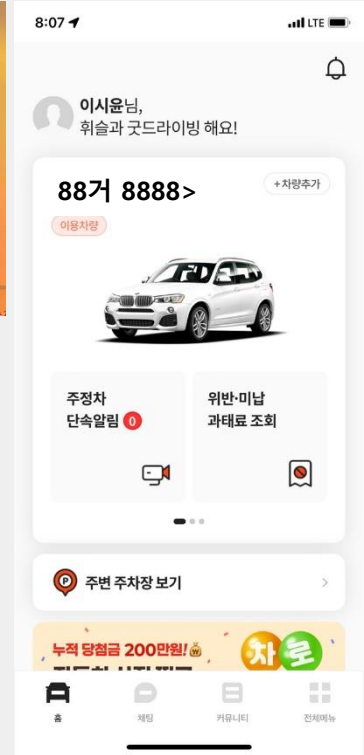 8:07
LTE
이시윤님,
휘슬과 굿드라이빙 해요!
88거 8888>
+차량추가
이용차량
주정차
단속알림 0
위반·미납
과태료 조회
P
주변 주차장 보기 >
누적 당첨금 200만원!
차로
홈
채팅
커뮤니티
전체메뉴